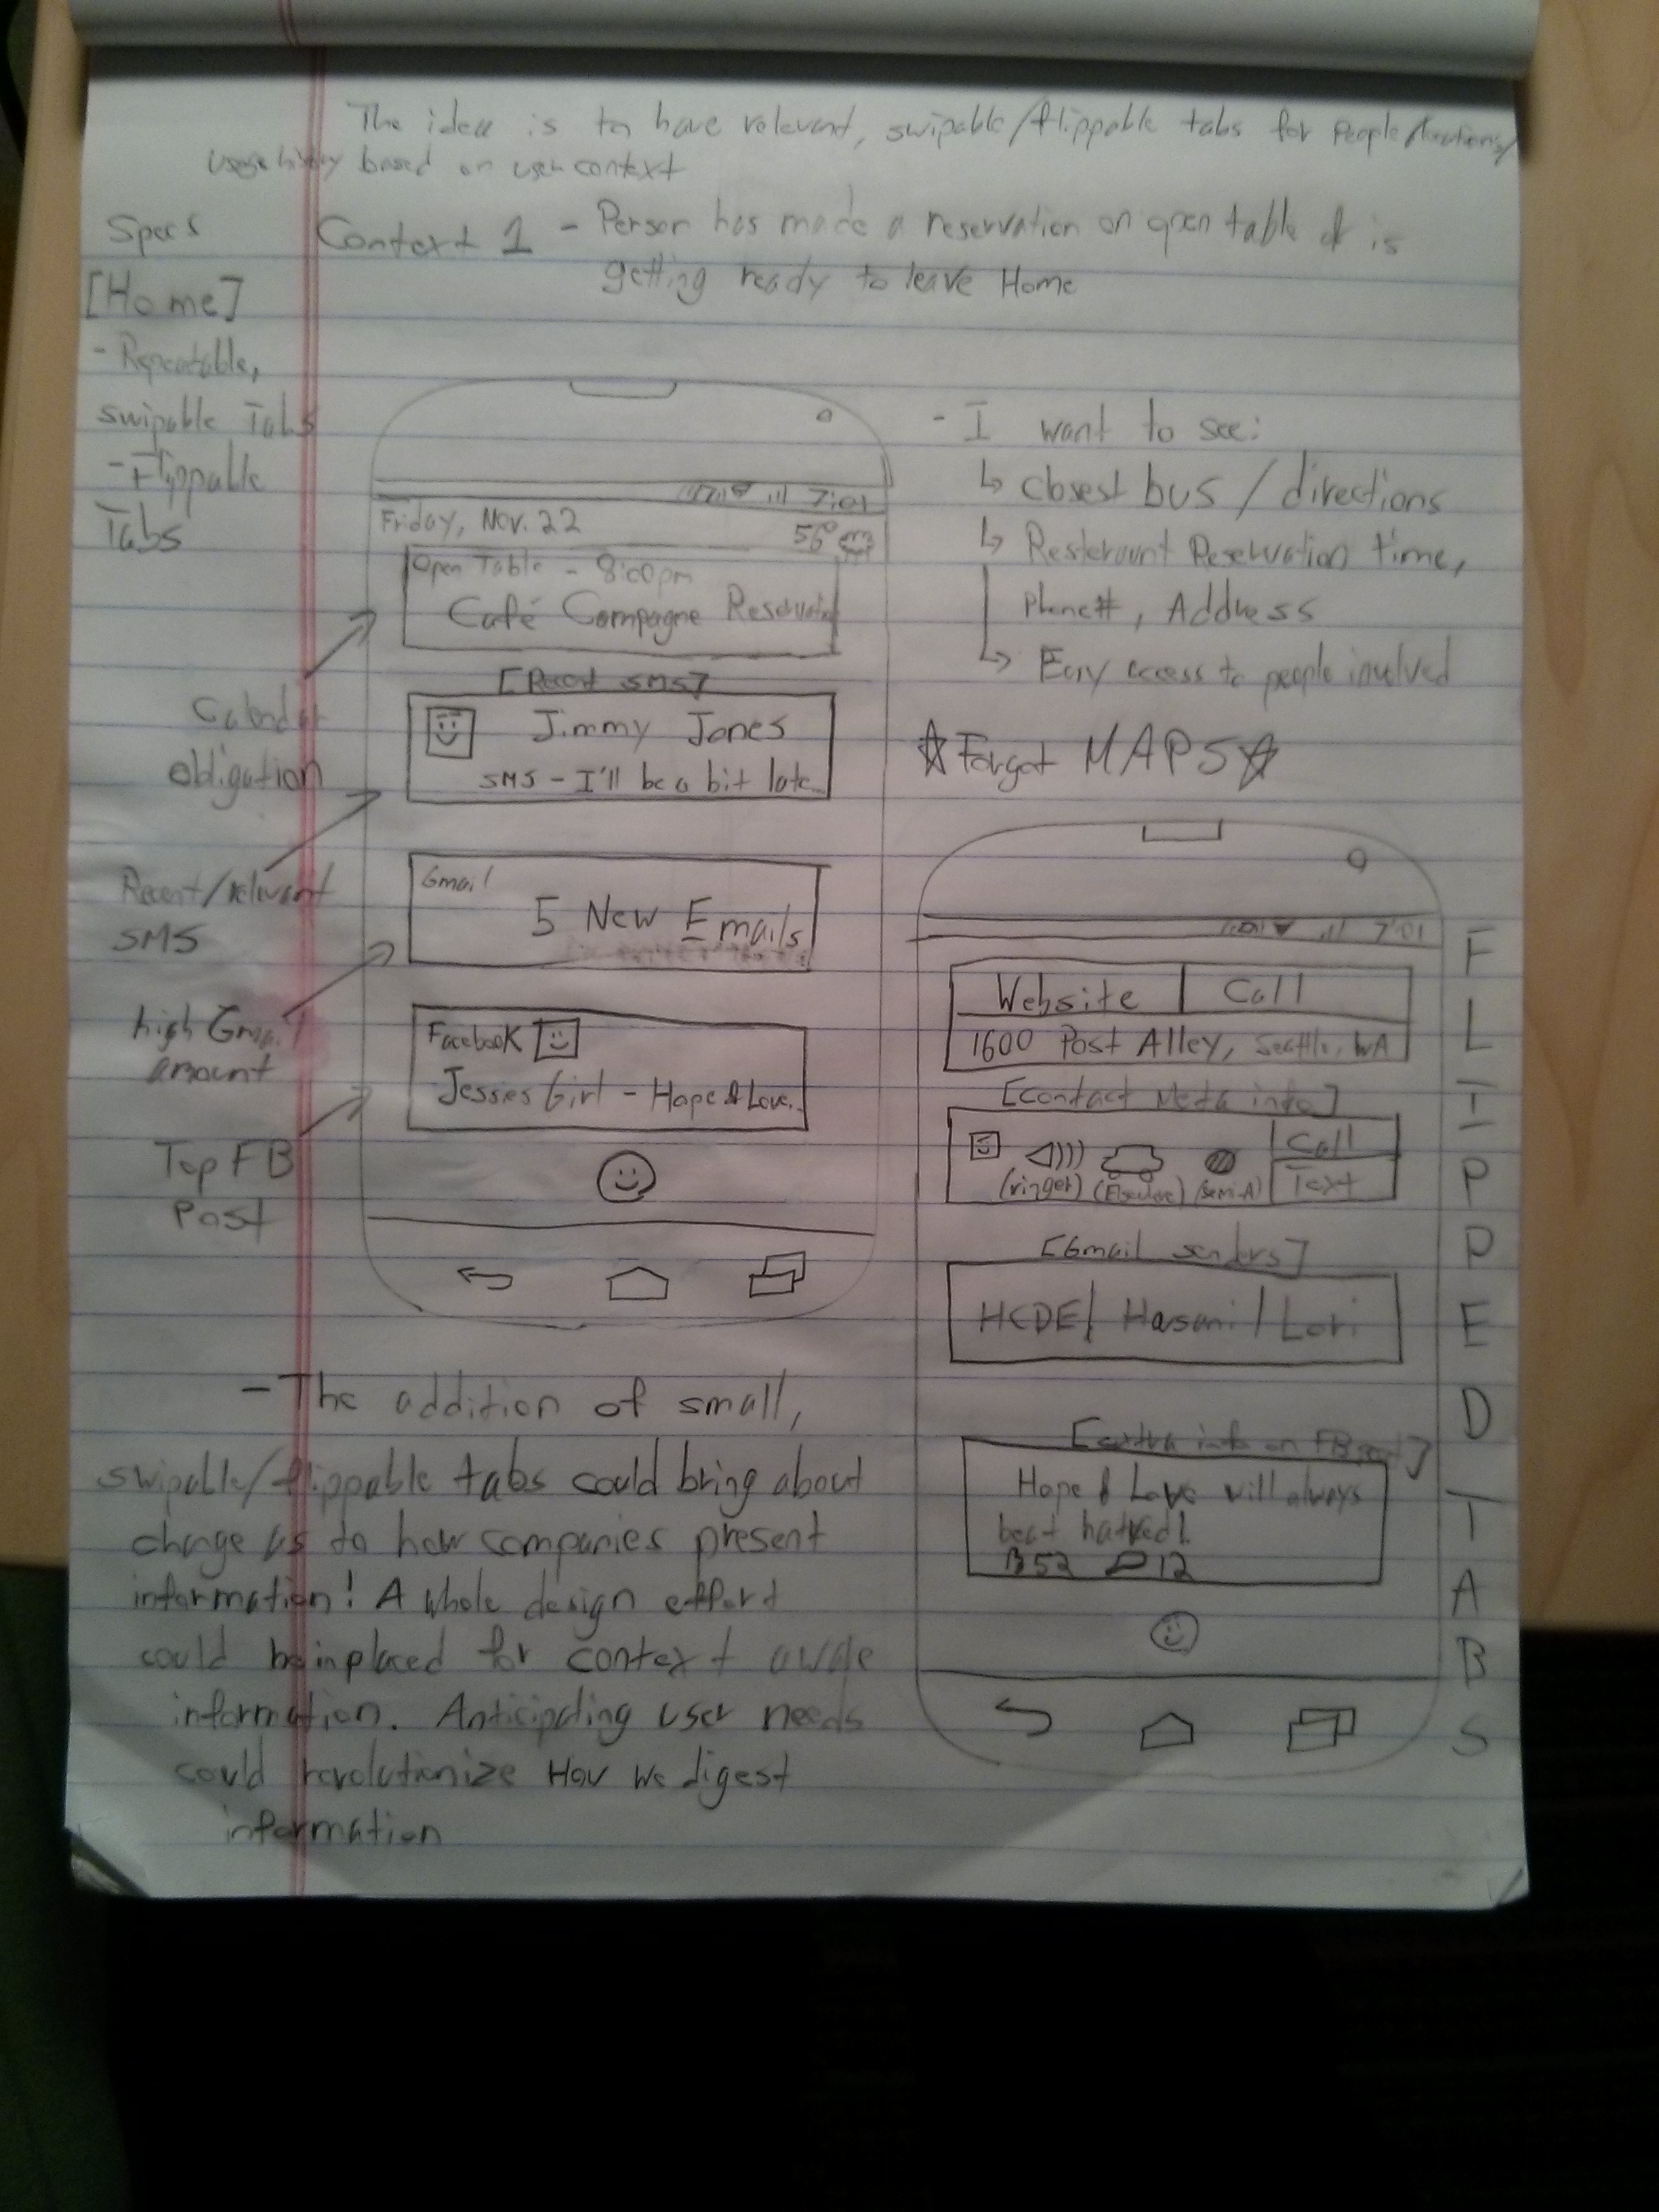 The idea is to have relevant, swipable/flippable tabs for People/locations/
based on user context
Specs
[Home]
- Repeatable,
swipable Tabs
- Flippable
Tabs
Context 1 - Person has made a reservation on open table & is
getting ready to leave Home
7:01
Friday, Nov. 22
56°
Open Table - 8:00pm
Café Compagne Reservation
[Recent SMS]
Jimmy Jones
SMS - I'll be a bit late...
Gmail
5 New Emails
Facebook
Jessies Girl - Hope & Love..
Calendar
obligation
Recent/relevant
SMS
high Gmail
amount
Top FB
Post
- I want to see:
↳ Closest bus / directions
↳ Resteraunt Reservation time,
Phone#, Address
↳ Easy access to people involved
☆ Forgot MAPS ☆
7:01
Website | Call
1600 Post Alley, Seattle, WA
[Contact Meta info]
(ringer)
(semi-A)
Call
Text
[Gmail senders]
HCDE/ Hasani/ Lori
[extra info on FB post]
Hope & Love will always
beat hatred!
52 12
FLIPPED TABS
- The addition of small,
swipable/flippable tabs could bring about
change as to how companies present
information! A whole design effort
could be in placed for context aware
information. Anticipating user needs
could revolutionize How We digest
information